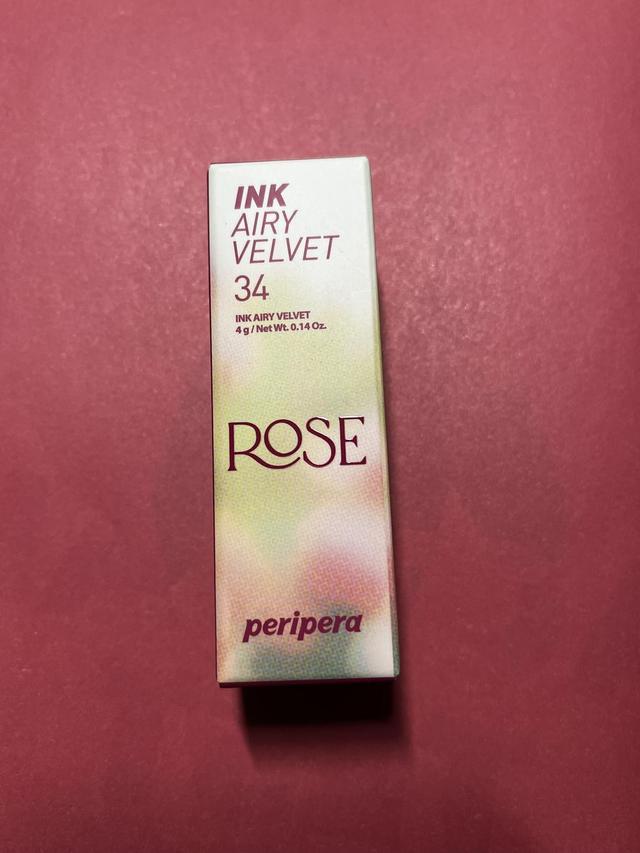 INK
AIRY
VELVET
34
INK AIRY VELVET
4 g / Net Wt. 0.14 Oz.
ROSE
peripera